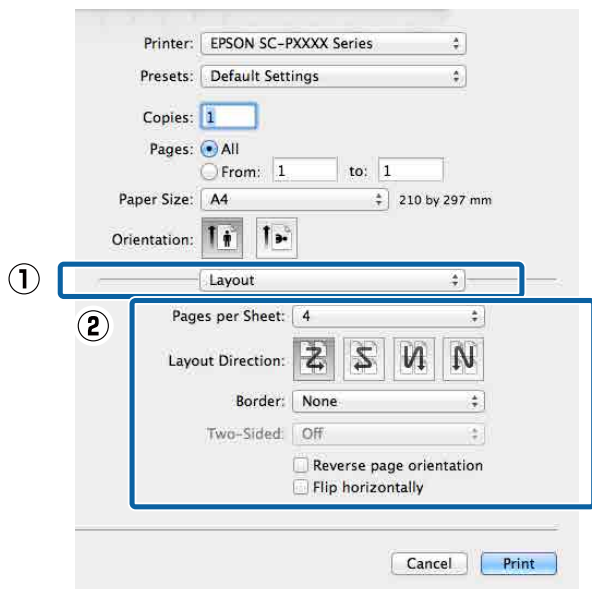 Printer: EPSON SC-PXXXX Series
Presets: Default Settings
Copies: 1
Pages: All
From: 1 to: 1
Paper Size: A4 210 by 297 mm
Orientation:
① Layout
②
Pages per Sheet: 4
Layout Direction:
Border: None
Two-Sided: Off
Reverse page orientation
Flip horizontally
Cancel Print